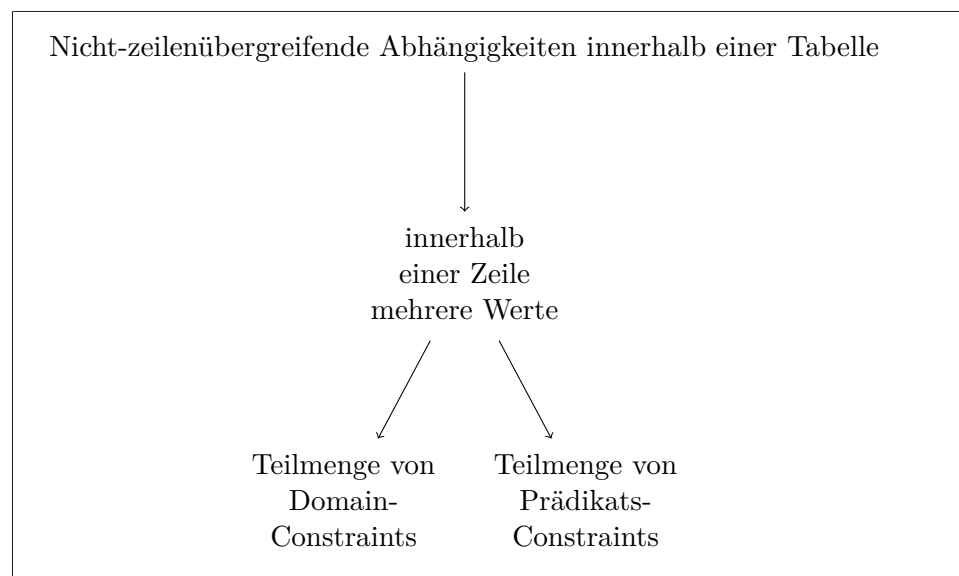 Nicht-zeilenübergreifende Abhängigkeiten innerhalb einer Tabelle
innerhalb
einer Zeile
mehrere Werte
Teilmenge von
Domain-
Constraints
Teilmenge von
Prädikats-
Constraints